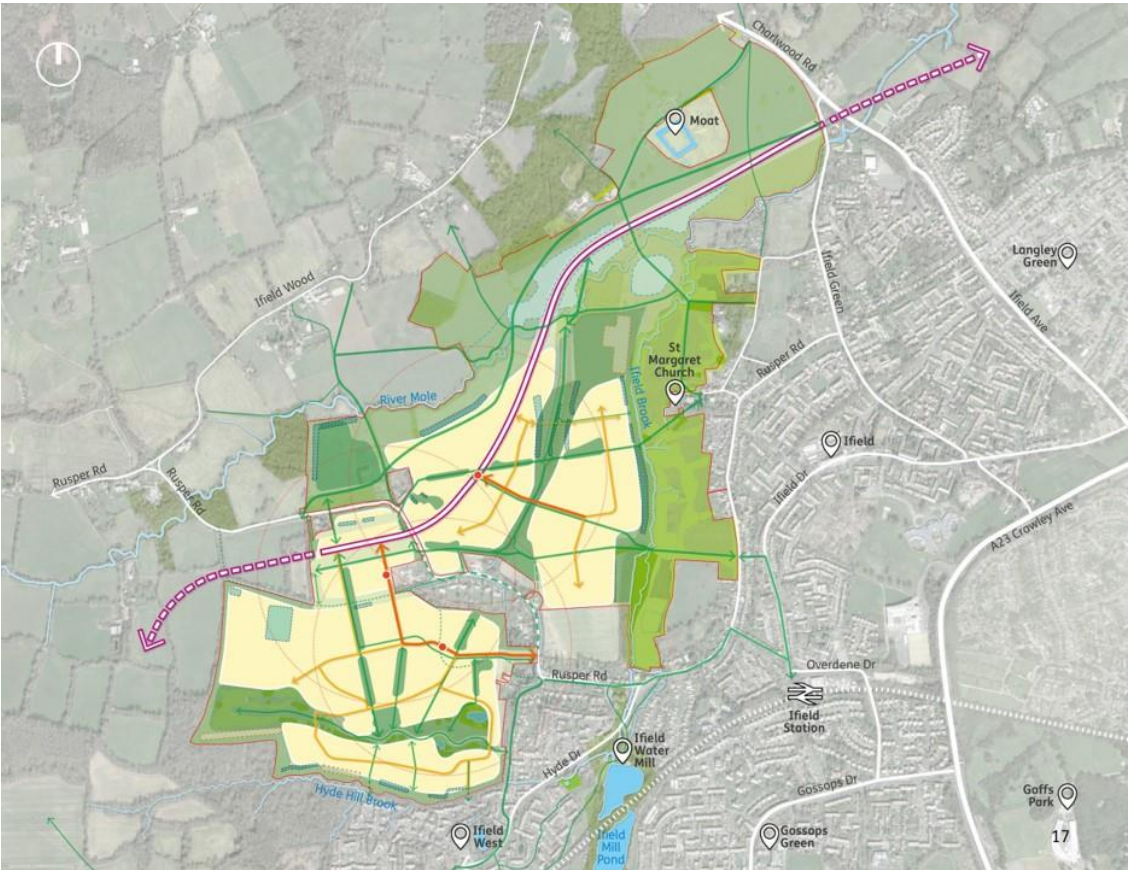 Charlwood Rd
Moat
Langley
Green
Ifield Wood
Ifield Green
Ifield Ave
St
Margaret
Church
Rusper Rd
Ifield Brook
River Mole
Ifield
Rusper Rd
Rusper Rd
Ifield Dr
A23 Crawley Ave
Overdene Dr
Rusper Rd
Ifield
Station
Ifield
Water
Mill
Hyde Dr
Gossops Dr
Hyde Hill Brook
Goffs
Park
Ifield
West
Ifield
Mill
Pond
Gossops
Green
17